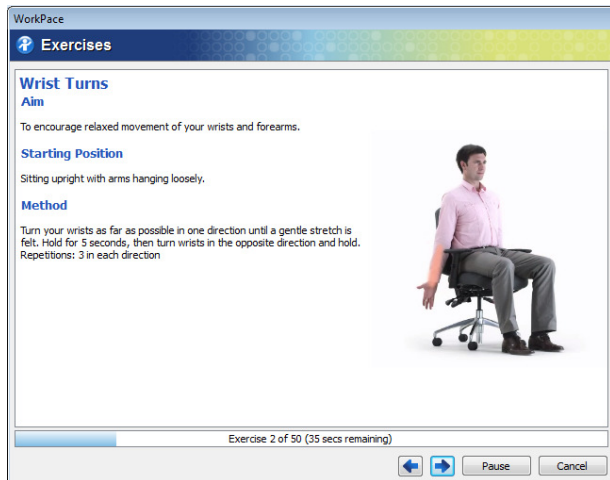 WorkPace
Exercises
Wrist Turns
Aim
To encourage relaxed movement of your wrists and forearms.
Starting Position
Sitting upright with arms hanging loosely.
Method
Turn your wrists as far as possible in one direction until a gentle stretch is
felt. Hold for 5 seconds, then turn wrists in the opposite direction and hold.
Repetitions: 3 in each direction
Exercise 2 of 50 (35 secs remaining)
Pause
Cancel